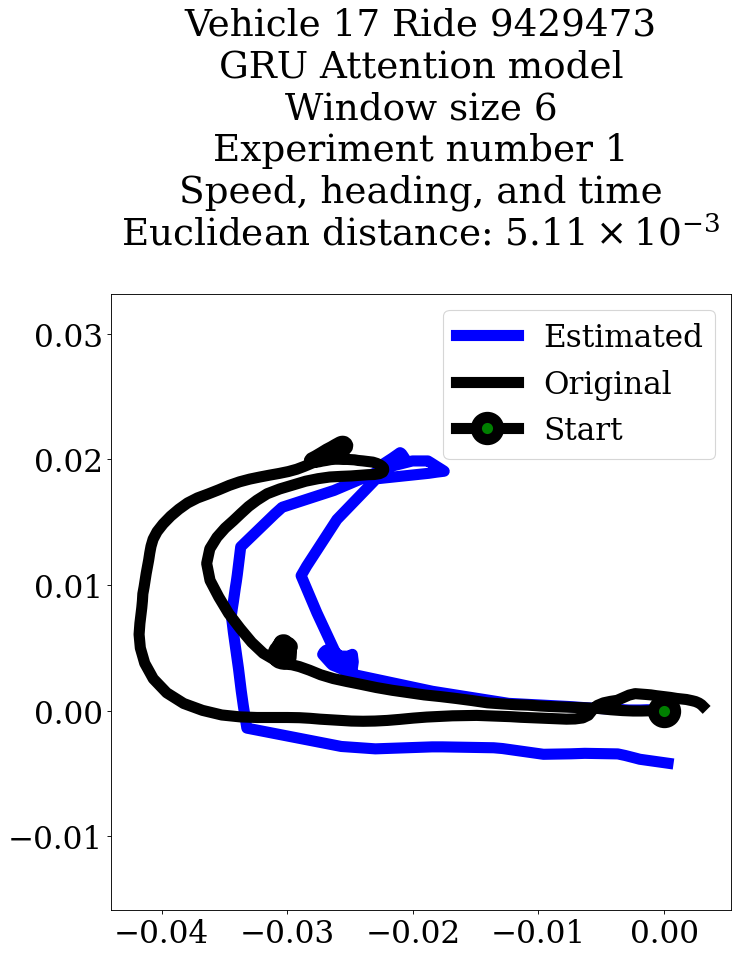 Vehicle 17 Ride 9429473
GRU Attention model
Window size 6
Experiment number 1
Speed, heading, and time
Euclidean distance: 5.11 × 10⁻³
Estimated
Original
Start
0.03
0.02
0.01
0.00
−0.01
−0.04 −0.03 −0.02 −0.01 0.00